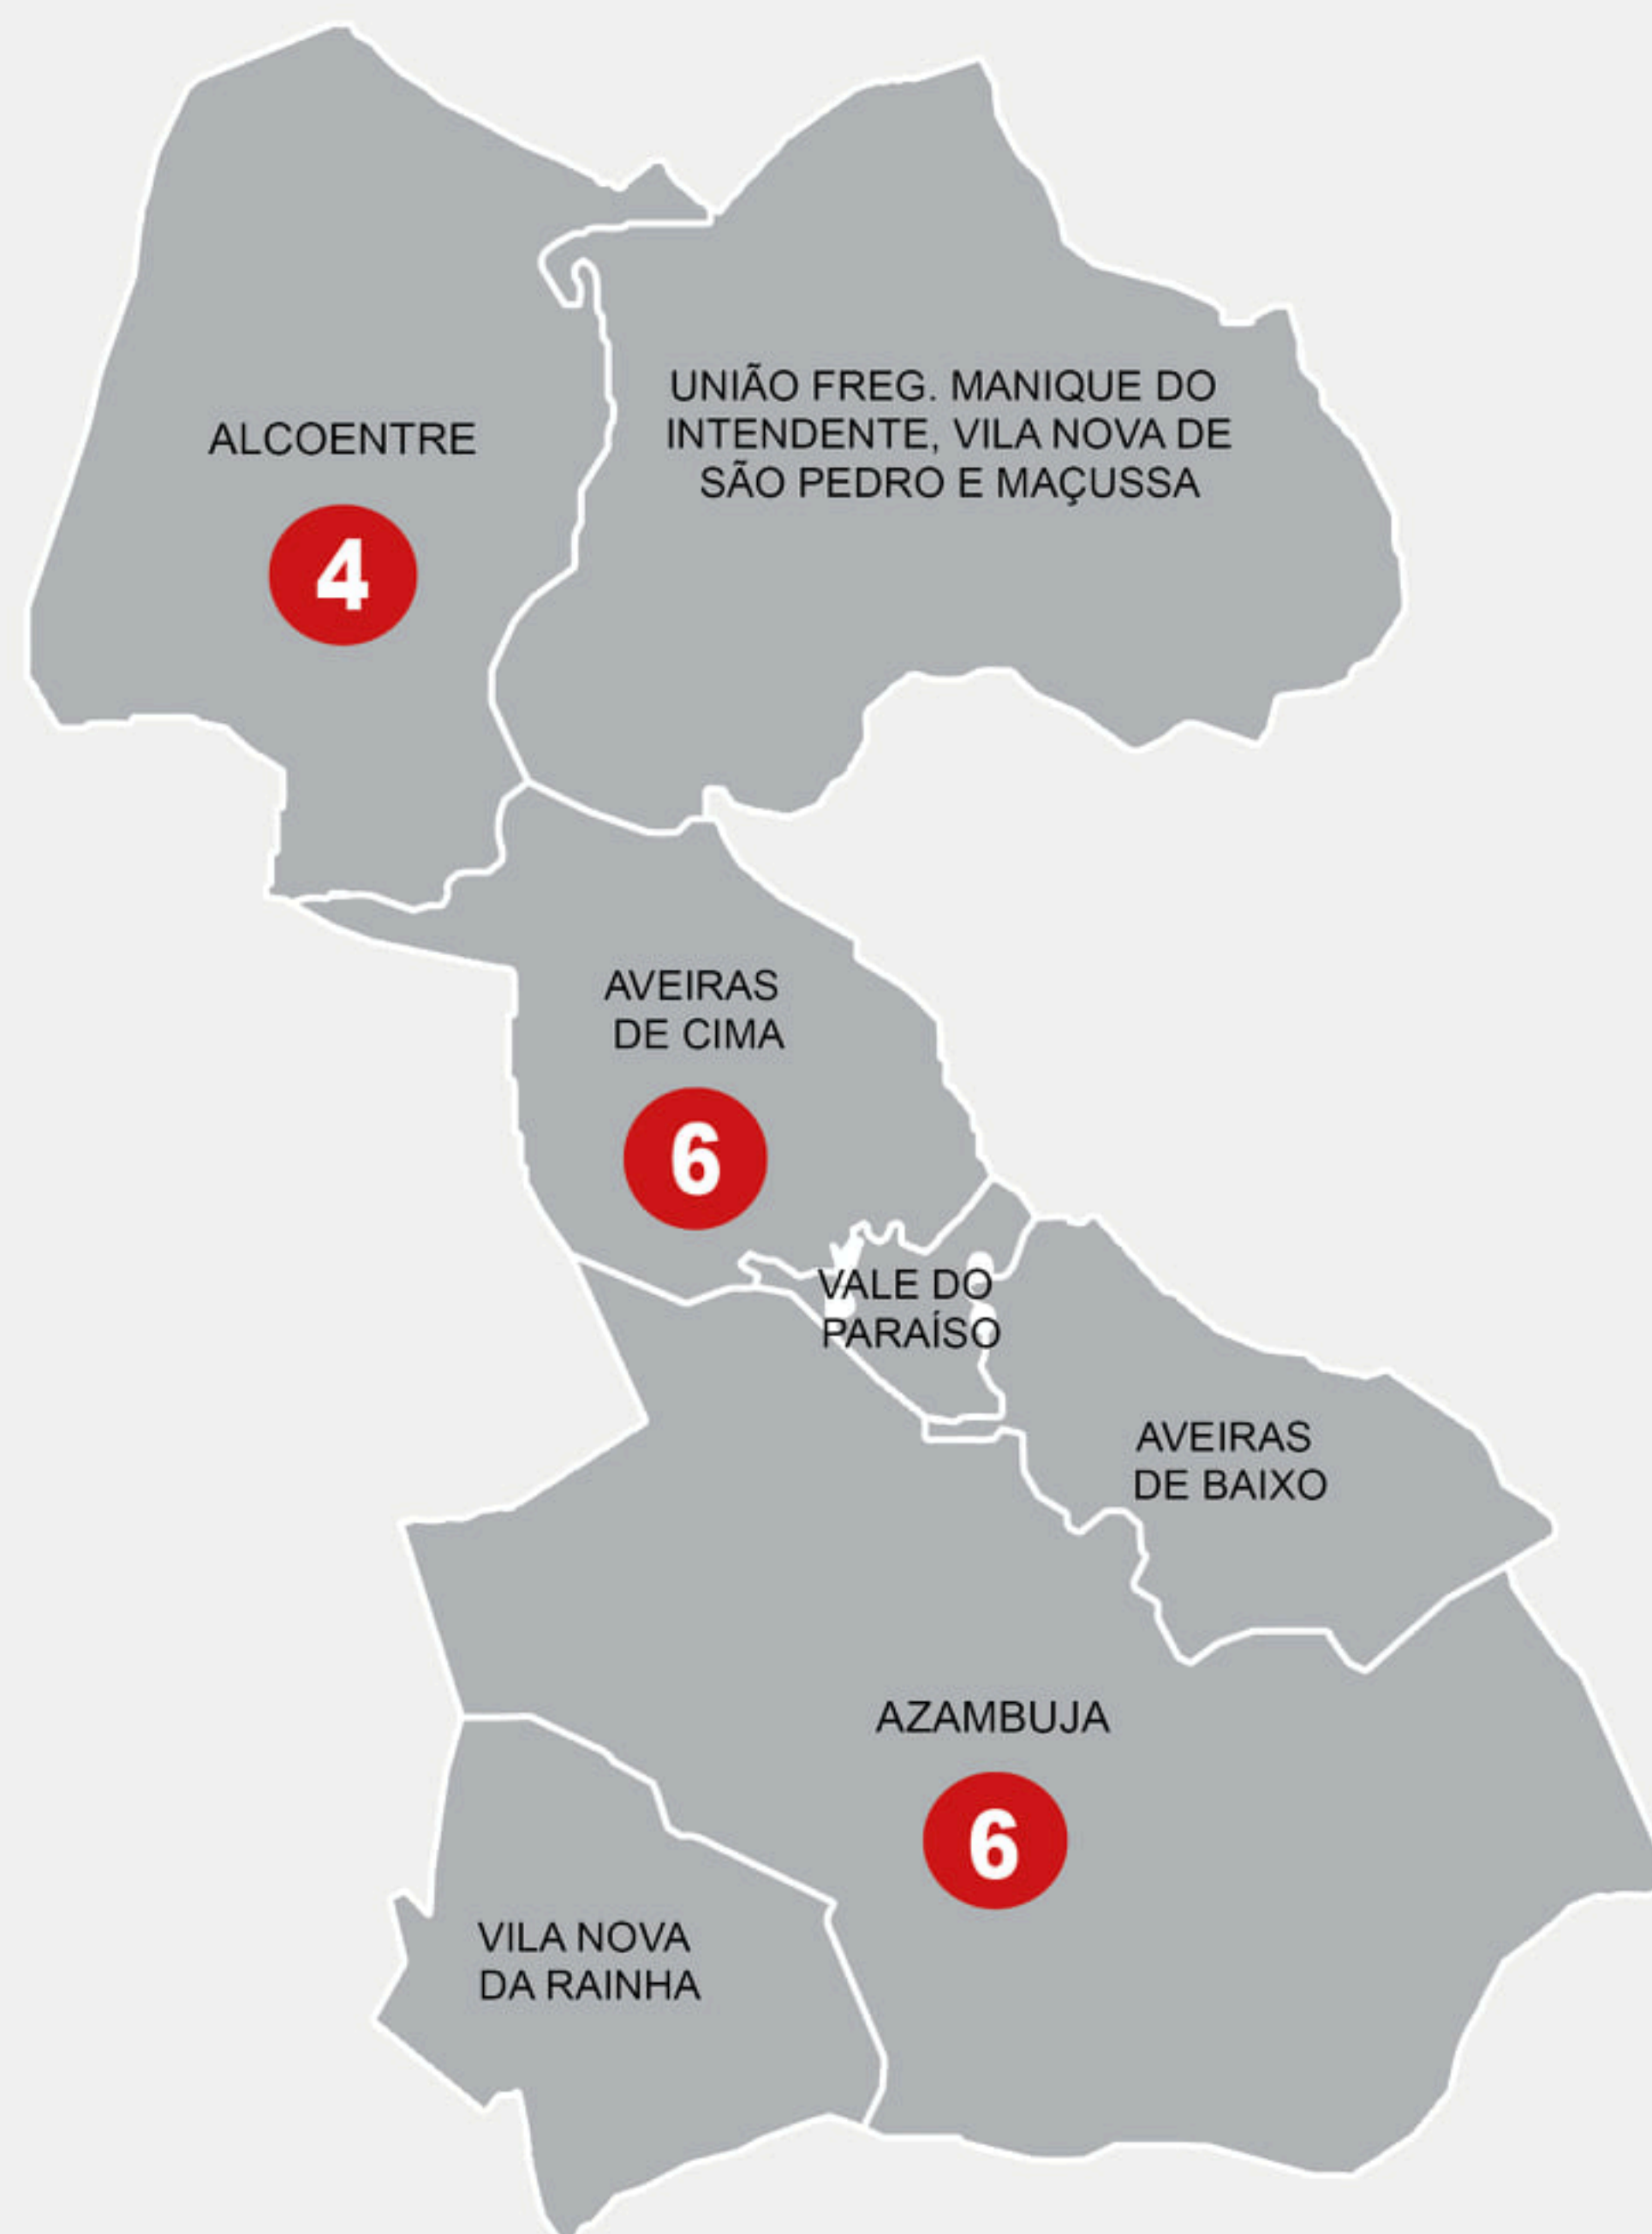 UNIÃO FREG. MANIQUE DO
INTENDENTE, VILA NOVA DE
SÃO PEDRO E MAÇUSSA
ALCOENTRE
4
AVEIRAS
DE CIMA
6
VALE DO
PARAÍSO
AVEIRAS
DE BAIXO
AZAMBUJA
6
VILA NOVA
DA RAINHA